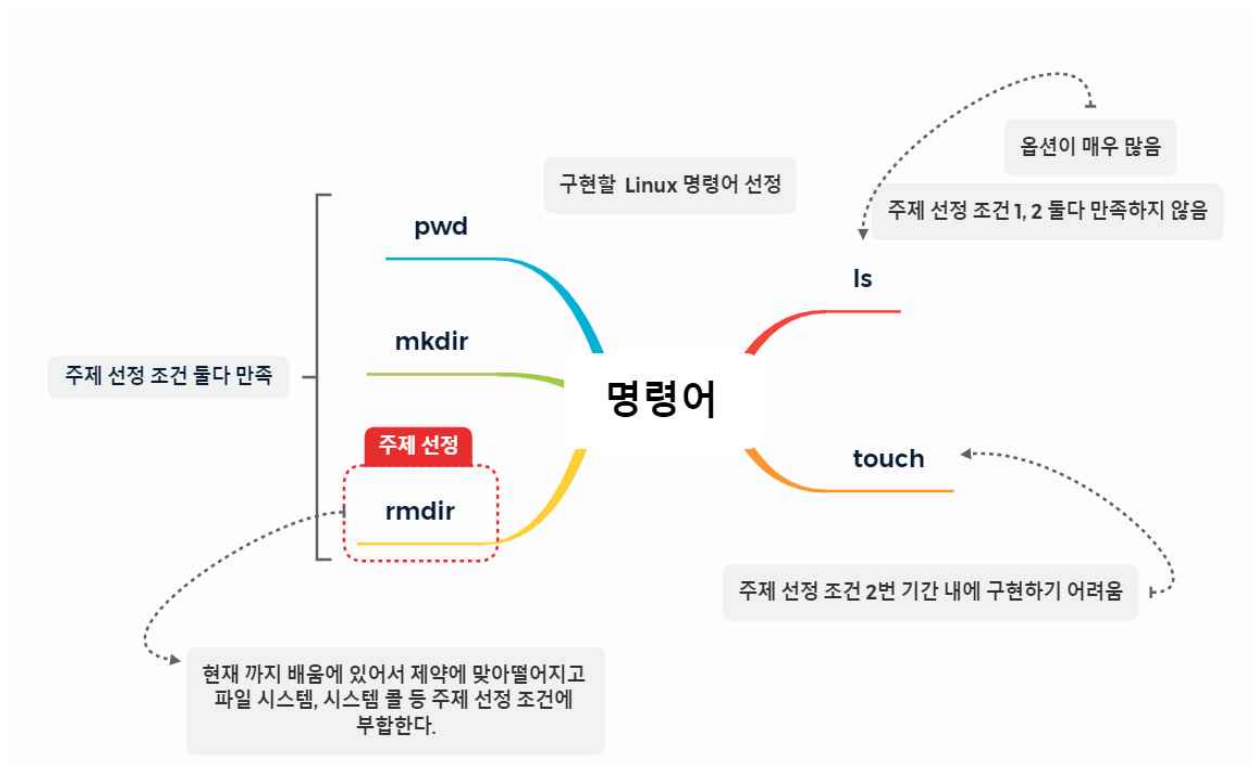 구현할 Linux 명령어 선정
옵션이 매우 많음
주제 선정 조건 1, 2 둘다 만족하지 않음
pwd
ls
mkdir
주제 선정 조건 둘다 만족
명령어
주제 선정
rmdir
touch
주제 선정 조건 2번 기간 내에 구현하기 어려움
현재 까지 배움에 있어서 제약에 맞아떨어지고
파일 시스템, 시스템 콜 등 주제 선정 조건에
부합한다.